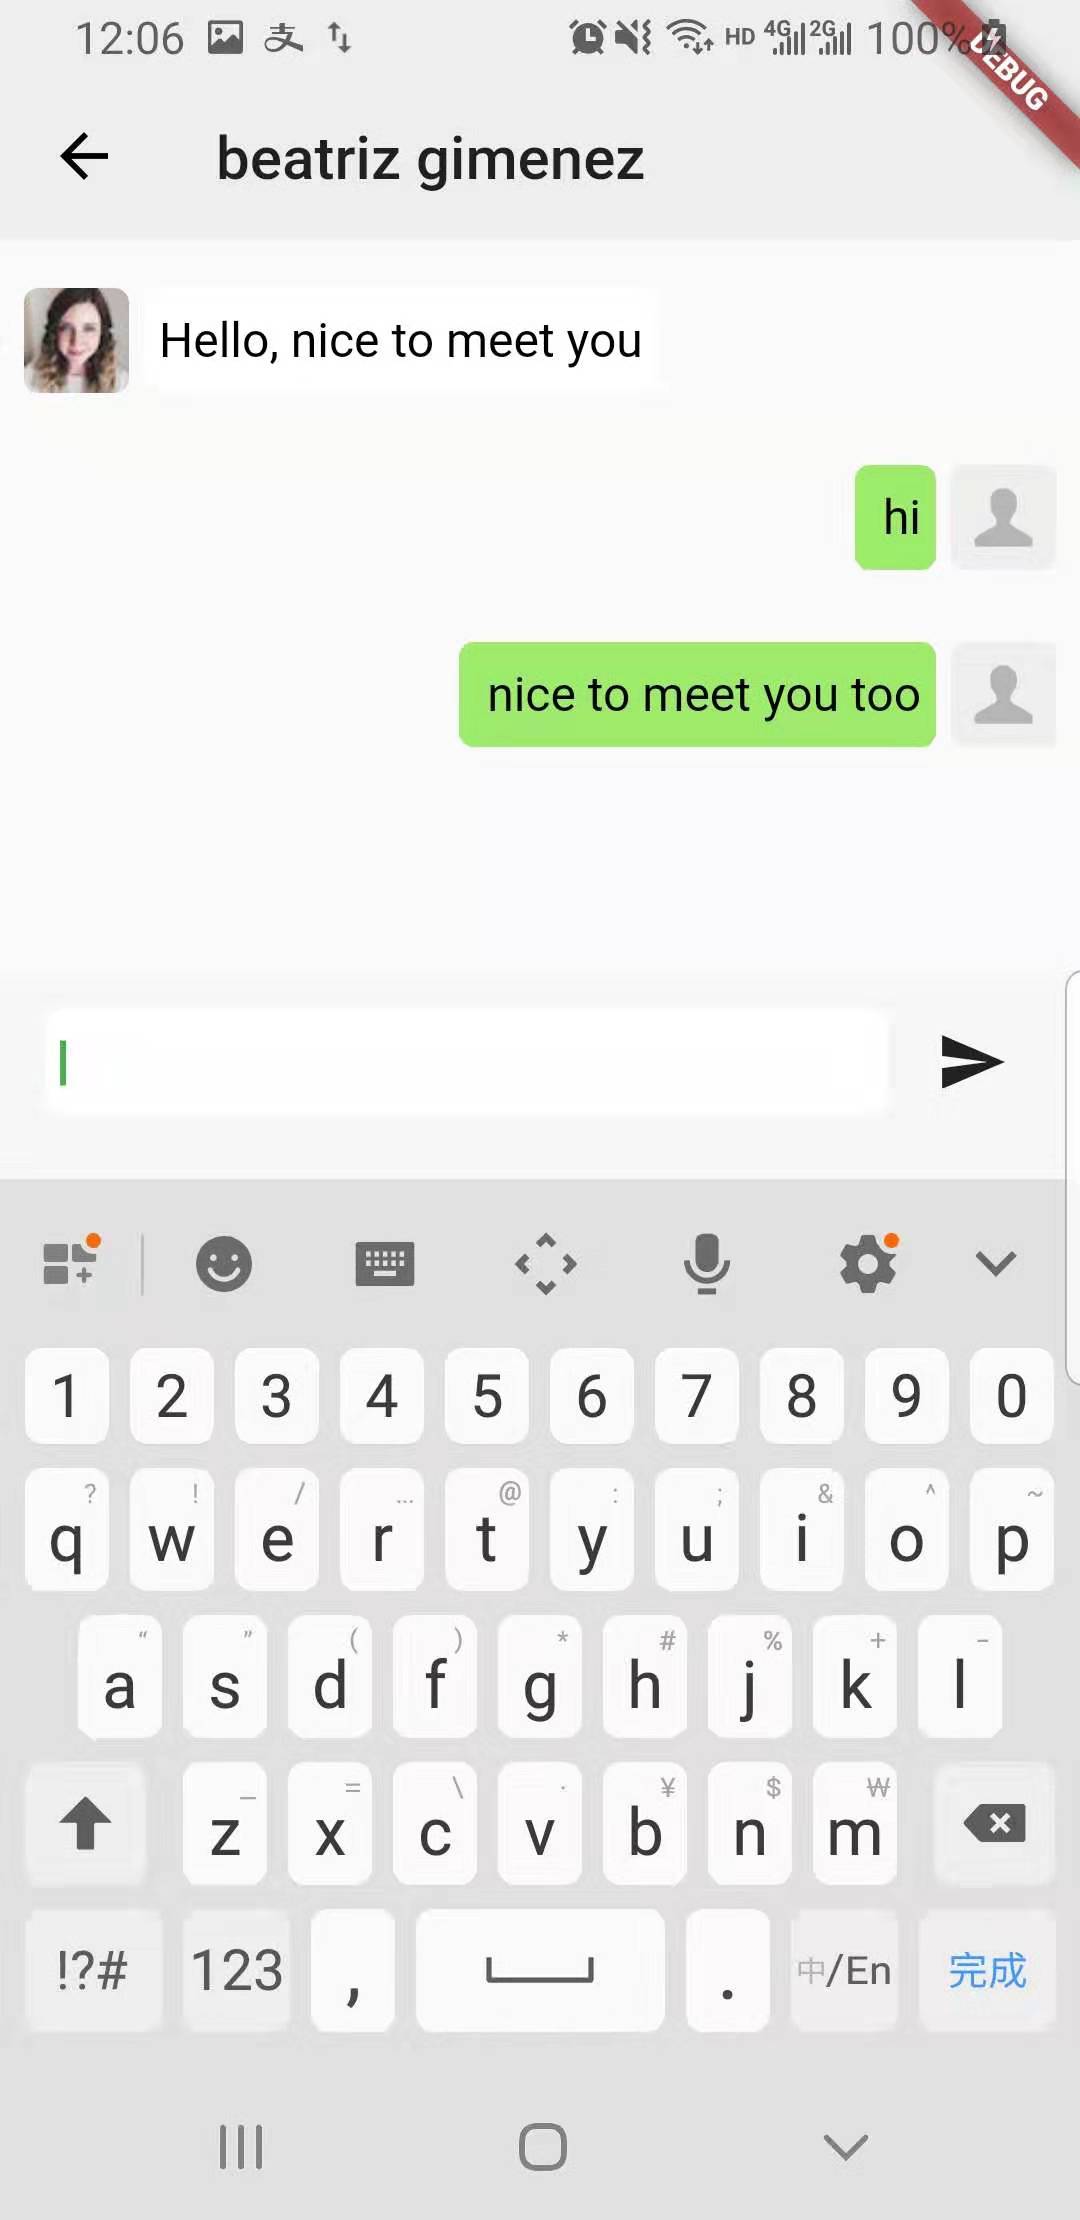 12:06 支 HD 4G 2G 100%
DEBUG
beatriz gimenez
Hello, nice to meet you
hi
nice to meet you too
1 2 3 4 5 6 7 8 9 0
? ! / ... @ : ; & ^ ~
q w e r t y u i o p
“ ” ( ) * # % + -
a s d f g h j k l
_ = \ · ¥ $ ₩
z x c v b n m
!?# 123 , . 中/En 完成